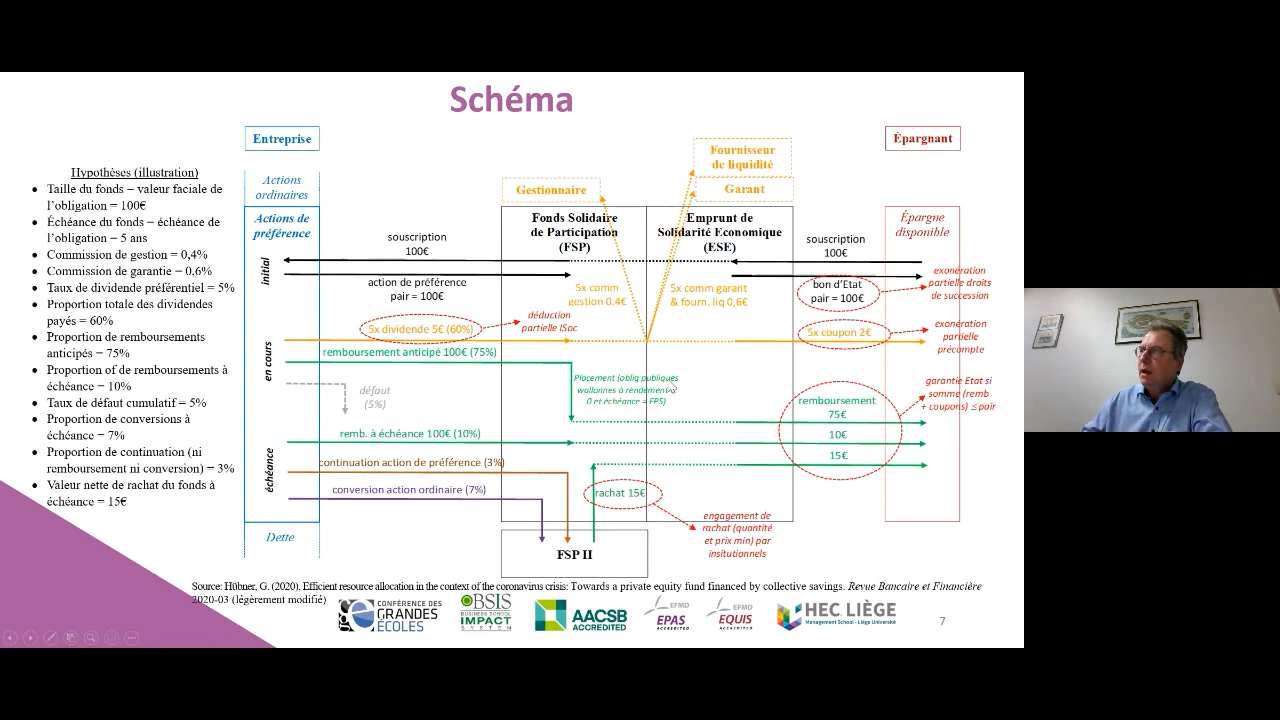 Schéma
Entreprise
Épargnant
Fournisseur
de liquidité
Garant
Gestionnaire
Hypothèses (illustration)
● Taille du fonds = valeur faciale de
l’obligation = 100€
● Échéance du fonds = échéance de
l’obligation = 5 ans
● Commission de gestion = 0,4%
● Commission de garantie = 0,6%
● Taux de dividende préférentiel = 5%
● Proportion totale des dividendes
payés = 60%
● Proportion de remboursements
anticipés = 75%
● Proportion of de remboursements à
échéance = 10%
● Taux de défaut cumulatif = 5%
● Proportion de conversions à
échéance = 7%
● Proportion de continuation (ni
remboursement ni conversion) = 3%
● Valeur nette de rachat du fonds à
échéance = 15€
Actions
ordinaires
Actions de
préférence
initial
en cours
échéance
Dette
Fonds Solidaire
de Participation
(FSP)
Emprunt de
Solidarité Economique
(ESE)
Épargne
disponible
souscription
100€
action de préférence
pair = 100€
souscription
100€
bon d’Etat
pair = 100€
exonération
partielle droits
de succession
5x comm
gestion 0,4€
5x comm garant
& fourn. liq 0,6€
5x dividende 5€ (60%)
déduction
partielle ISoc
5x coupon 2€
exonération
partielle
précompte
remboursement anticipé 100€ (75%)
défaut
(5%)
Placement (oblig publiques
wallonnes à rendement=
0 et échéance = EPS)
remboursement
75€
10€
15€
garantie Etat si
somme (remb
+ coupons) ≤ pair
remb. à échéance 100€ (10%)
continuation action de préférence (3%)
conversion action ordinaire (7%)
rachat 15€
engagement de
rachat (quantité
et prix min) par
insitutionnels
FSP II
Source: Hübner, G. (2020), Efficient resource allocation in the context of the coronavirus crisis: Towards a private equity fund financed by collective savings. Revue Bancaire et Financière
2020-03 (légèrement modifié)
CONFÉRENCE DES
GRANDES
ÉCOLES
BSIS
BUSINESS SCHOOL
IMPACT
SYSTEM
AACSB
ACCREDITED
EFMD
EPAS
ACCREDITED
EFMD
EQUIS
ACCREDITED
HEC LIÈGE
Management School - Liège Université
7